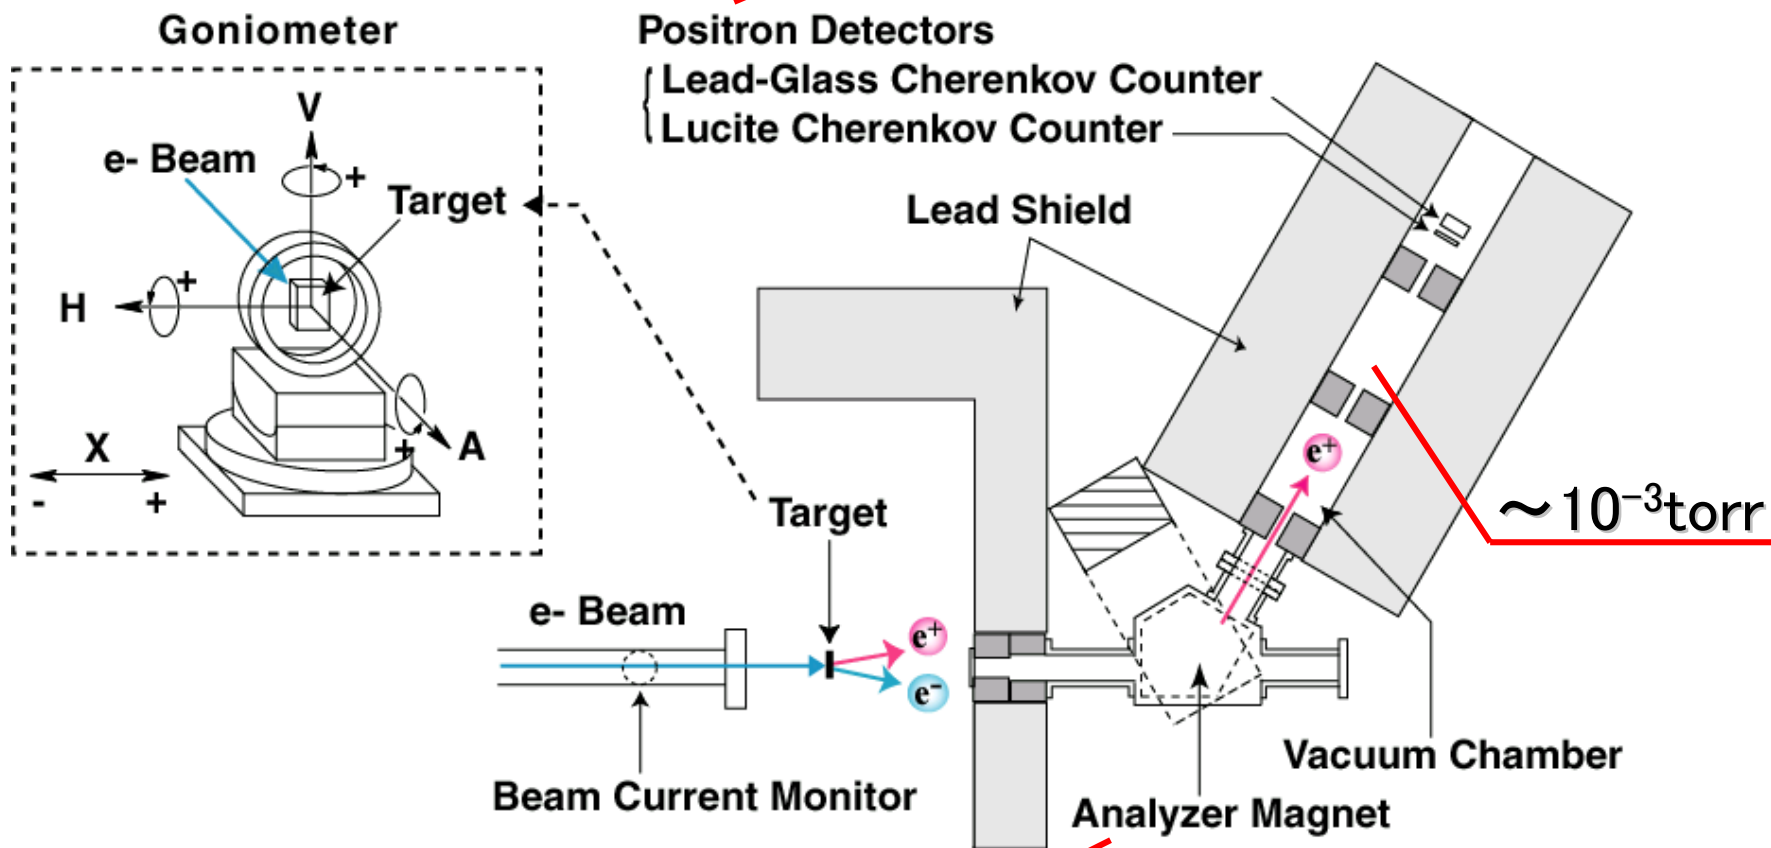 Goniometer
V
e- Beam
+
Target
H
+
X
-
+
+
A
Positron Detectors
Lead-Glass Cherenkov Counter
Lucite Cherenkov Counter
Lead Shield
e⁺
～10⁻³torr
Target
e- Beam
e⁺
e⁻
Beam Current Monitor
Vacuum Chamber
Analyzer Magnet